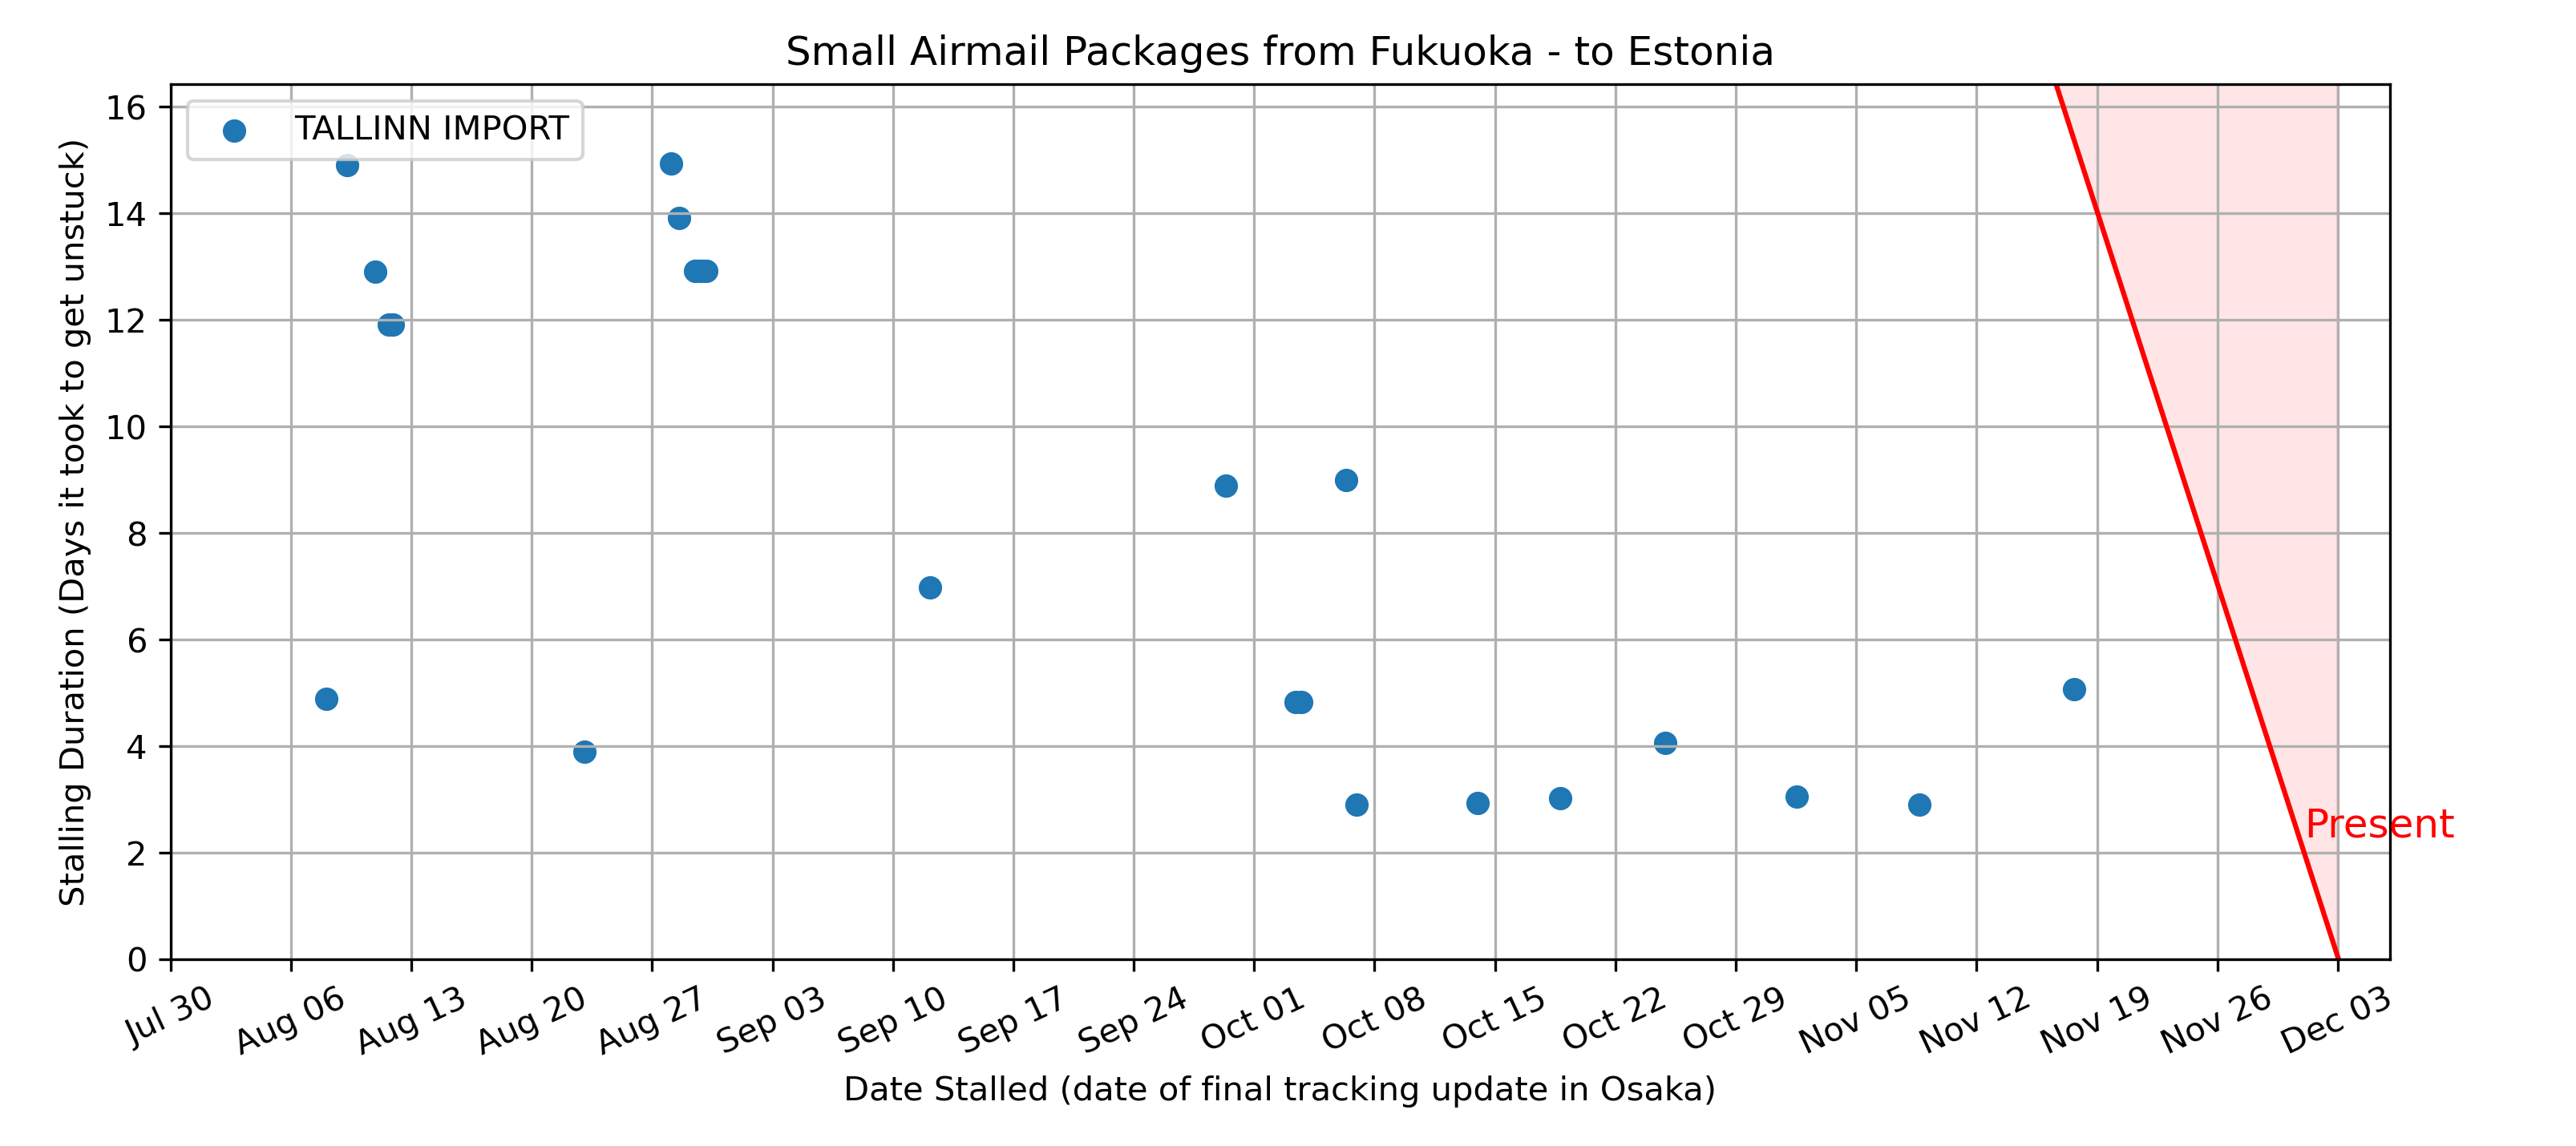 Small Airmail Packages from Fukuoka - to Estonia
TALLINN IMPORT
Stalling Duration (Days it took to get unstuck)
16
14
12
10
8
6
4
2
0
Present
Jul 30
Aug 06
Aug 13
Aug 20
Aug 27
Sep 03
Sep 10
Sep 17
Sep 24
Oct 01
Oct 08
Oct 15
Oct 22
Oct 29
Nov 05
Nov 12
Nov 19
Nov 26
Dec 03
Date Stalled (date of final tracking update in Osaka)